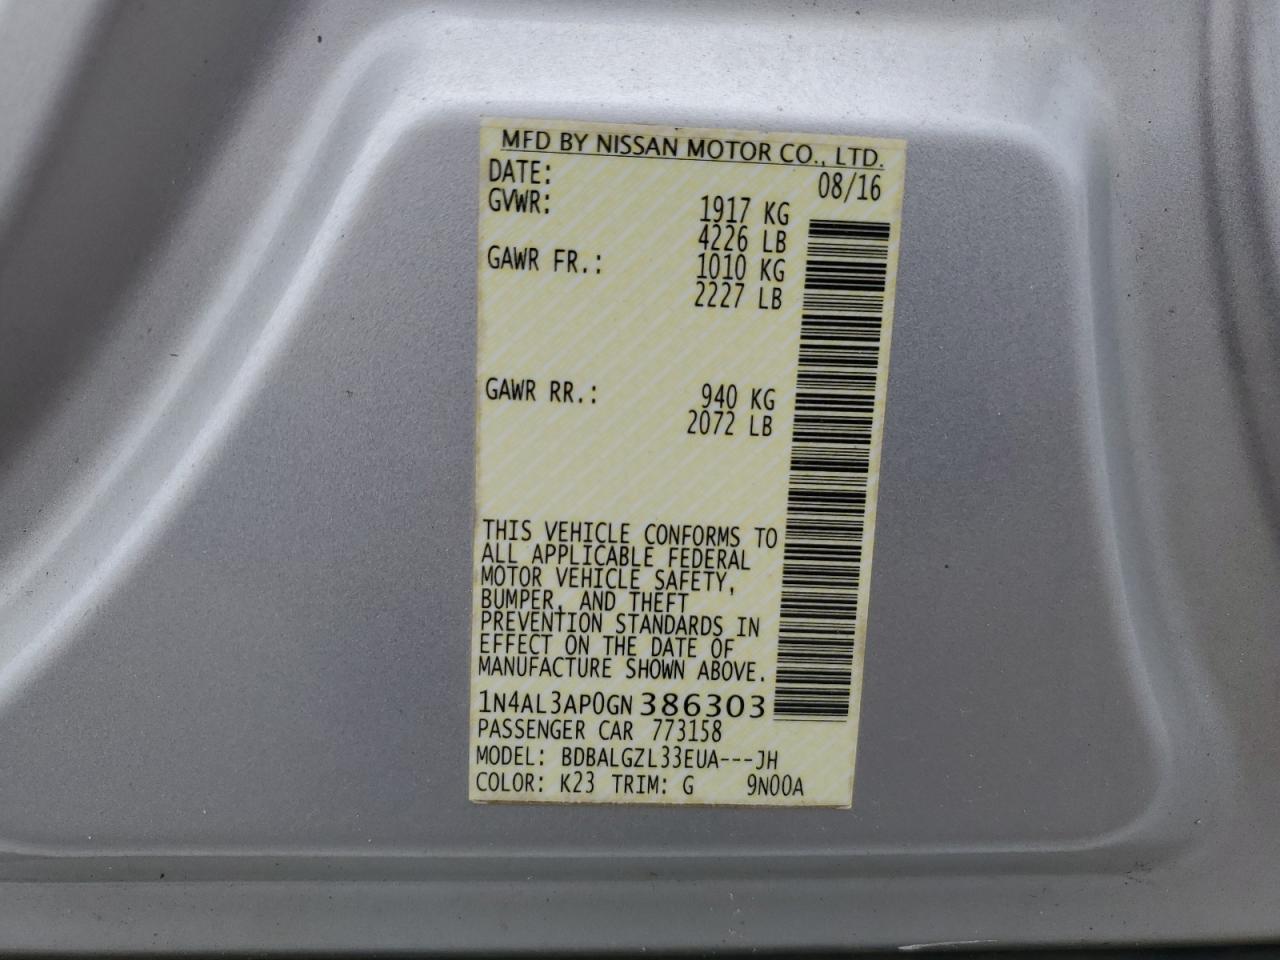 MFD BY NISSAN MOTOR CO., LTD.
DATE: 08/16
GVWR: 1917 KG
4226 LB
GAWR FR.: 1010 KG
2227 LB
GAWR RR.: 940 KG
2072 LB
THIS VEHICLE CONFORMS TO
ALL APPLICABLE FEDERAL
MOTOR VEHICLE SAFETY,
BUMPER, AND THEFT
PREVENTION STANDARDS IN
EFFECT ON THE DATE OF
MANUFACTURE SHOWN ABOVE.
1N4AL3AP0GN386303
PASSENGER CAR 773158
MODEL: BDBALGZL33EUA---JH
COLOR: K23 TRIM: G 9N00A